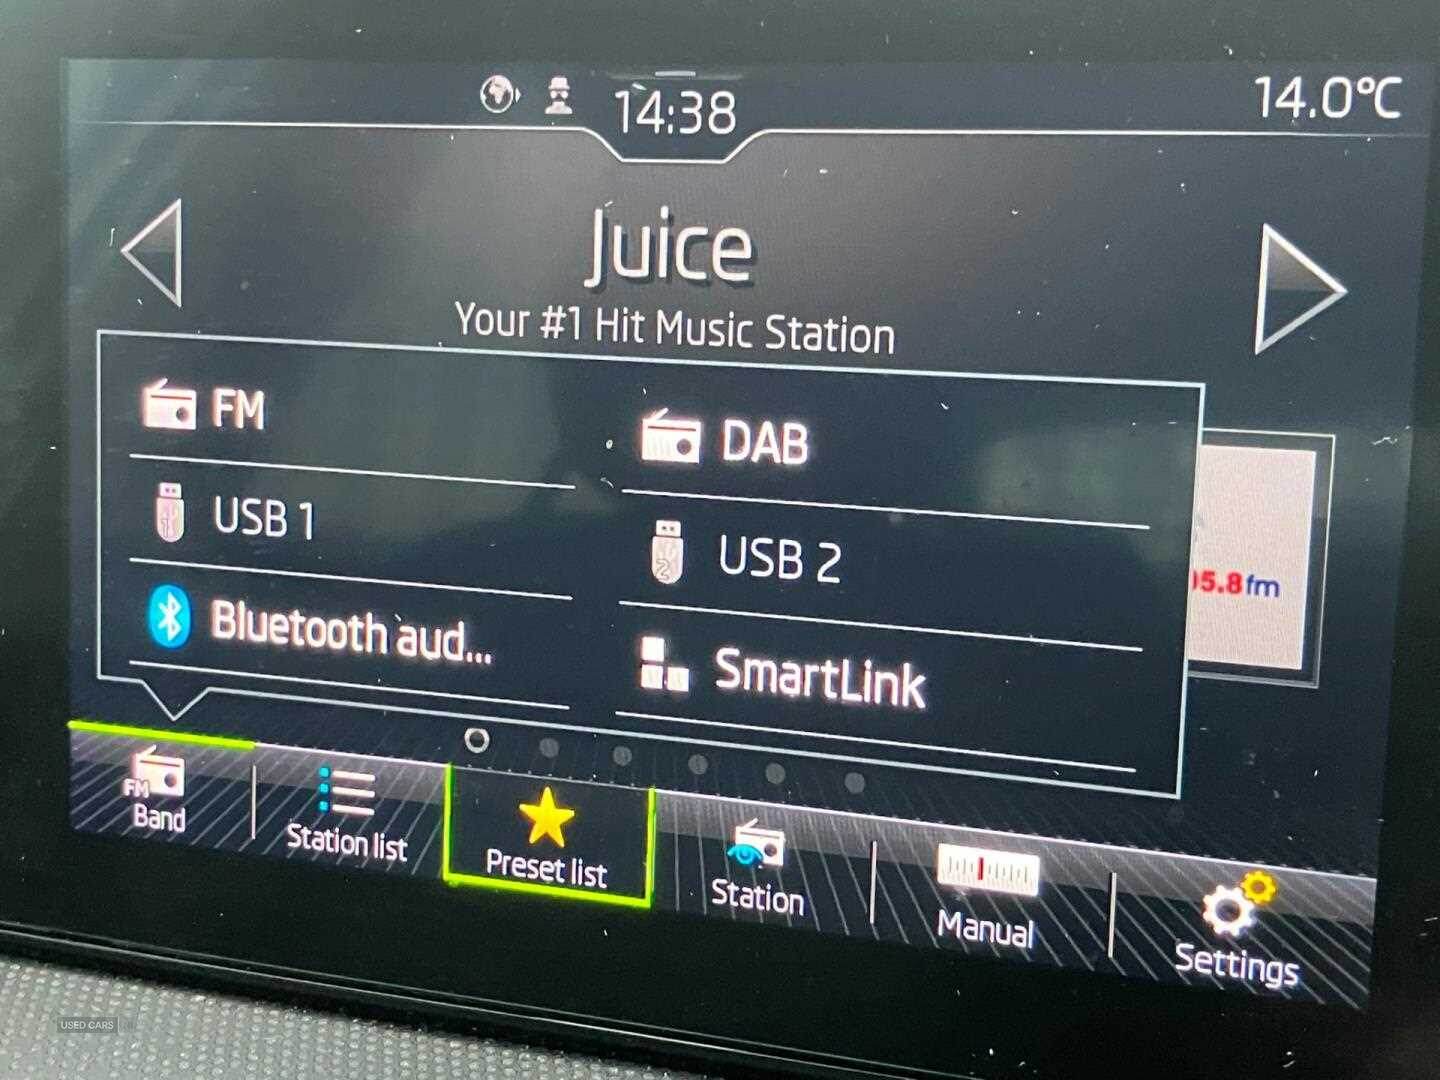 14:38
14.0°C
Juice
Your #1 Hit Music Station
FM
DAB
USB 1
USB 2
5.8fm
Bluetooth aud...
SmartLink
FM
Band
Station list
Preset list
Station
Manual
Settings
USED CARS